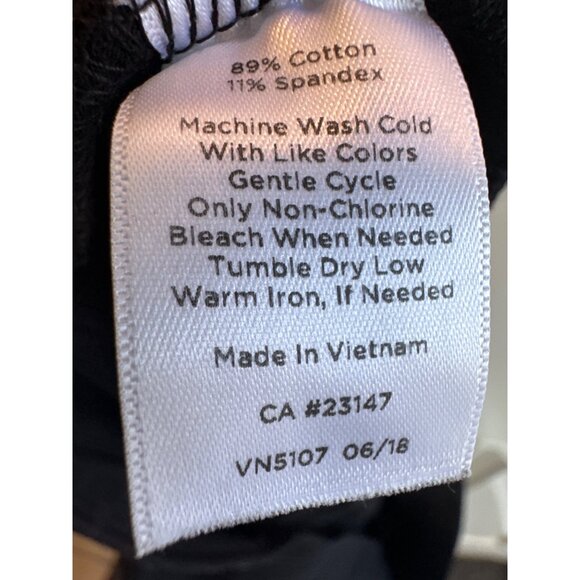 89% Cotton
11% Spandex
Machine Wash Cold
With Like Colors
Gentle Cycle
Only Non-Chlorine
Bleach When Needed
Tumble Dry Low
Warm Iron, If Needed
Made In Vietnam
CA #23147
VN5107 06/18